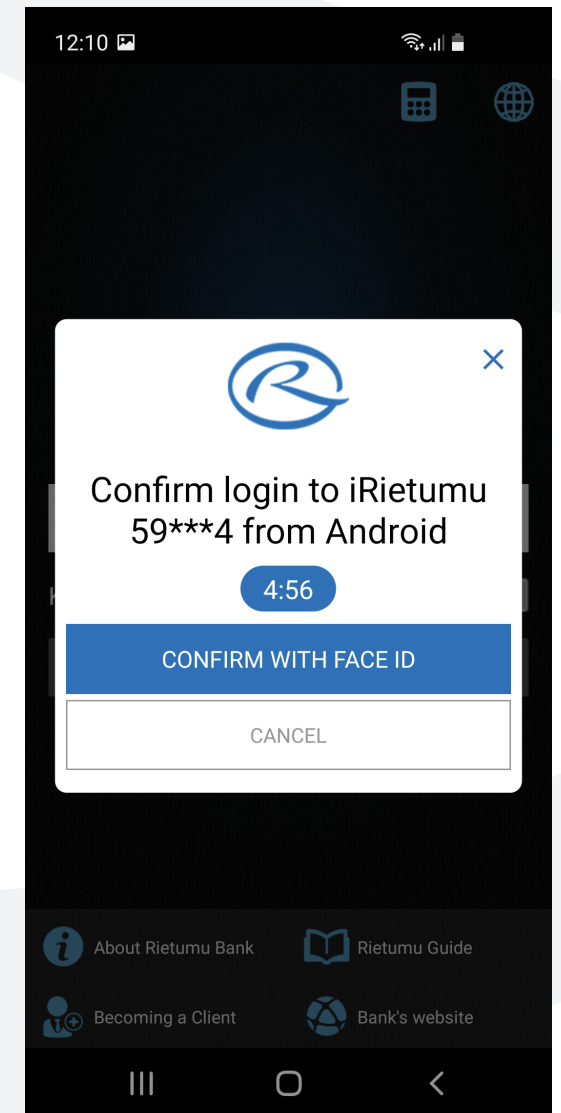 12:10
Confirm login to iRietumu
59***4 from Android
4:56
CONFIRM WITH FACE ID
CANCEL
About Rietumu Bank
Rietumu Guide
Becoming a Client
Bank's website